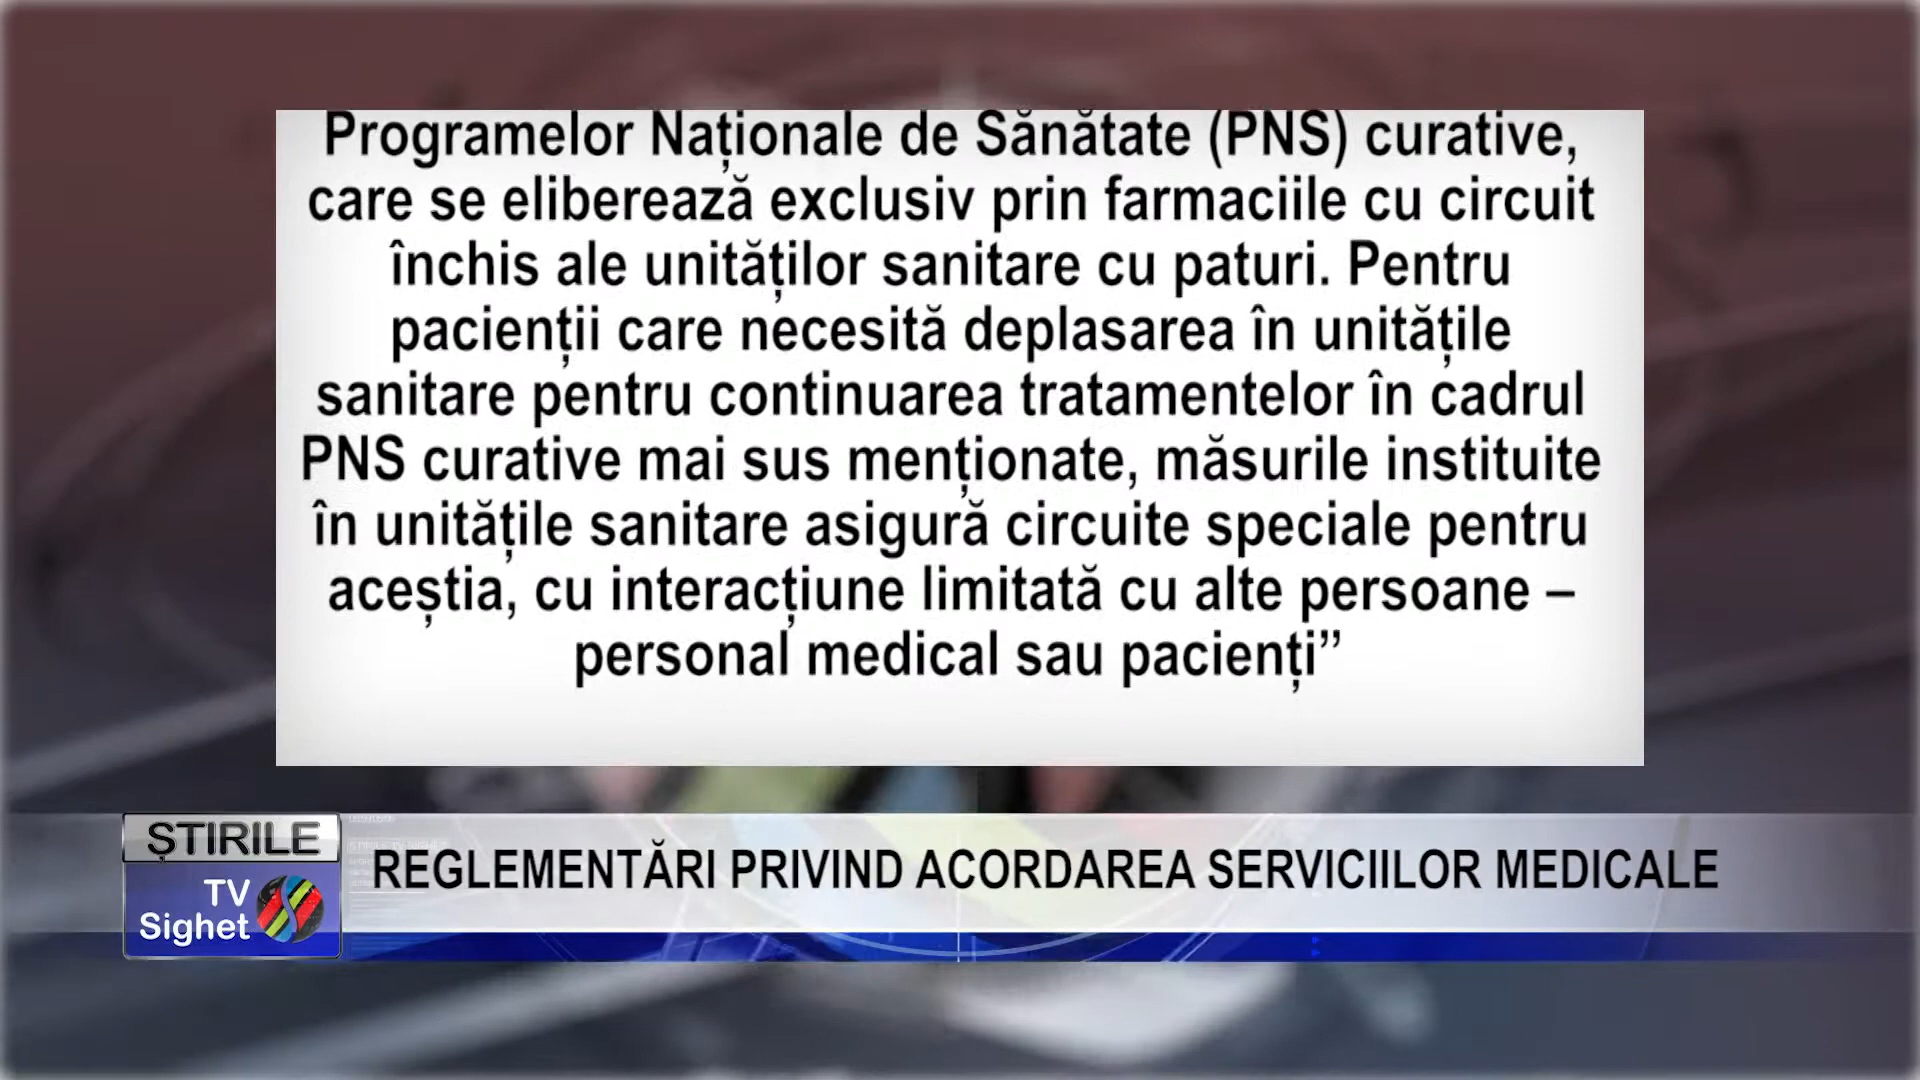 Programelor Naționale de Sănătate (PNS) curative,
care se eliberează exclusiv prin farmaciile cu circuit
închis ale unităților sanitare cu paturi. Pentru
pacienții care necesită deplasarea în unitățile
sanitare pentru continuarea tratamentelor în cadrul
PNS curative mai sus menționate, măsurile instituite
în unitățile sanitare asigură circuite speciale pentru
aceștia, cu interacțiune limitată cu alte persoane –
personal medical sau pacienți”
ȘTIRILE
TV
Sighet
REGLEMENTĂRI PRIVIND ACORDAREA SERVICIILOR MEDICALE